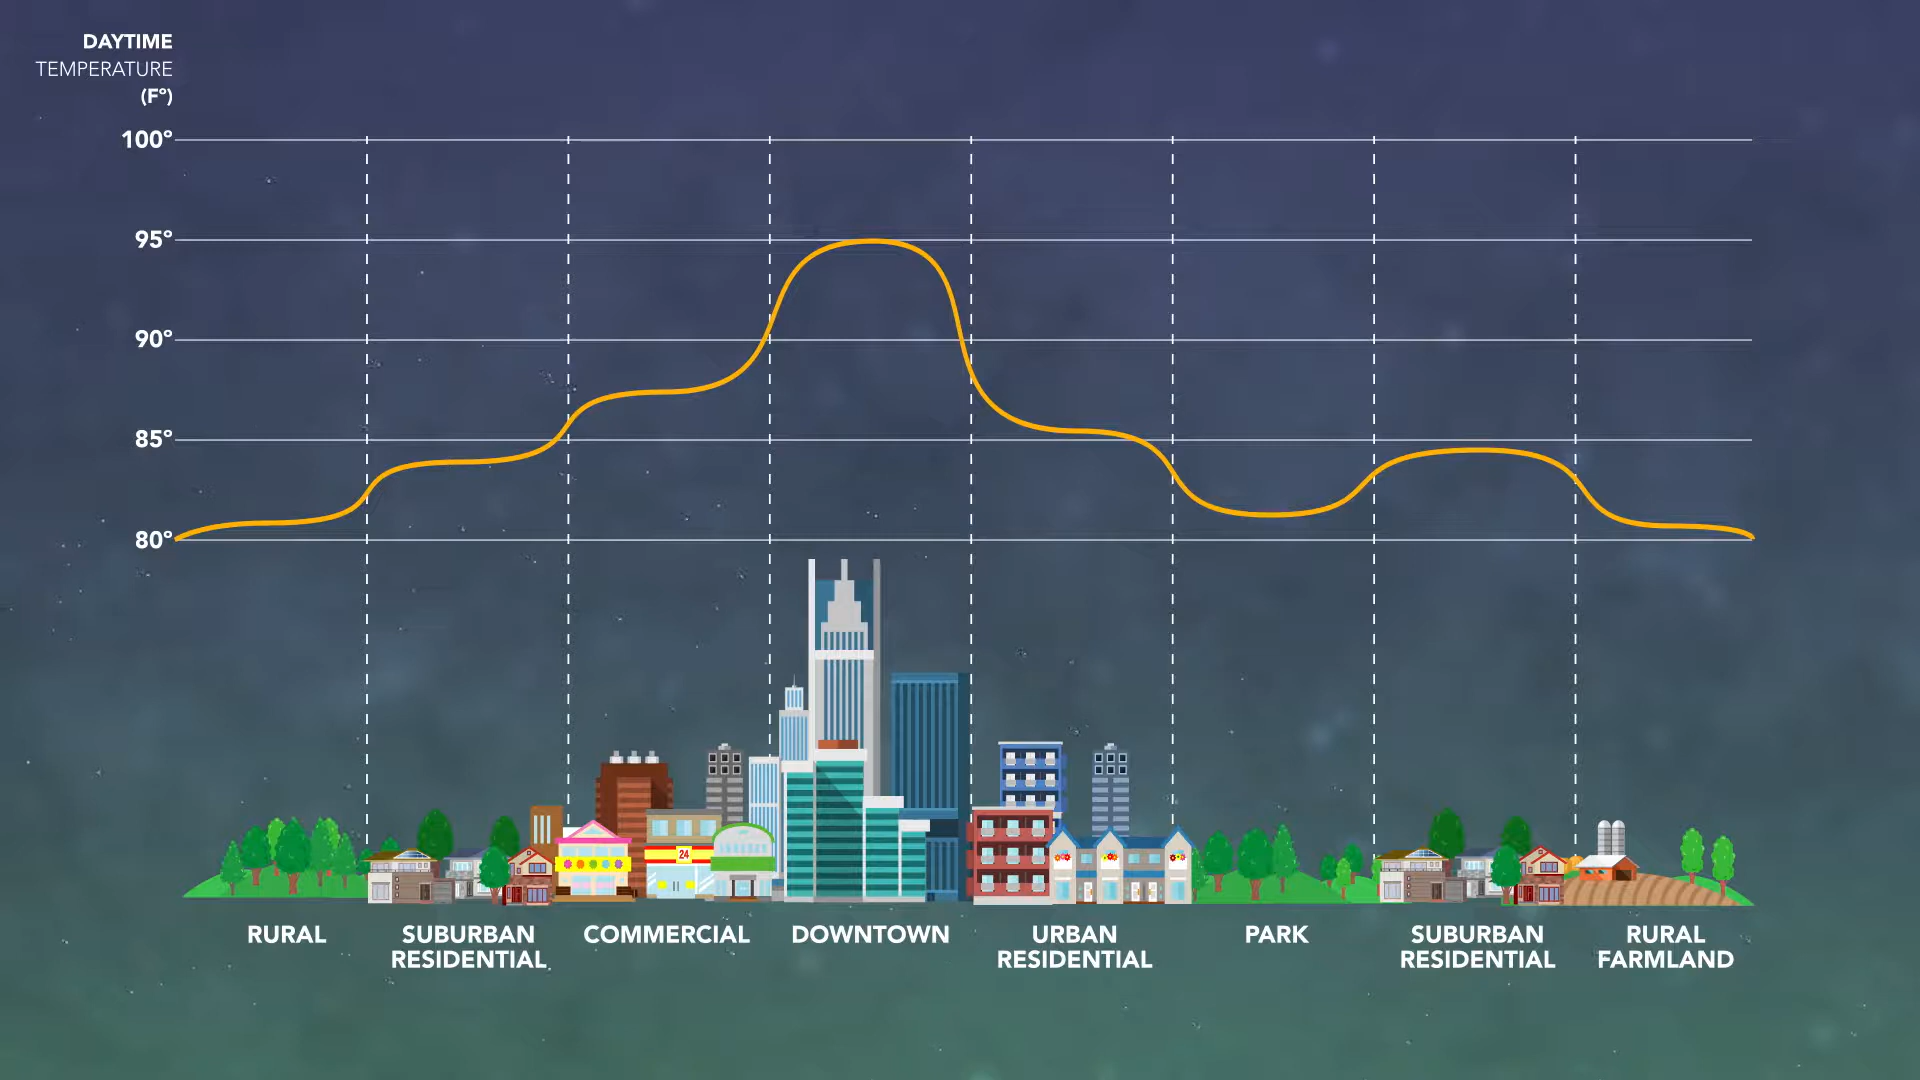 DAYTIME
TEMPERATURE
(F°)
100°
95°
90°
85°
80°
24
RURAL
SUBURBAN
RESIDENTIAL
COMMERCIAL
DOWNTOWN
URBAN
RESIDENTIAL
PARK
SUBURBAN
RESIDENTIAL
RURAL
FARMLAND